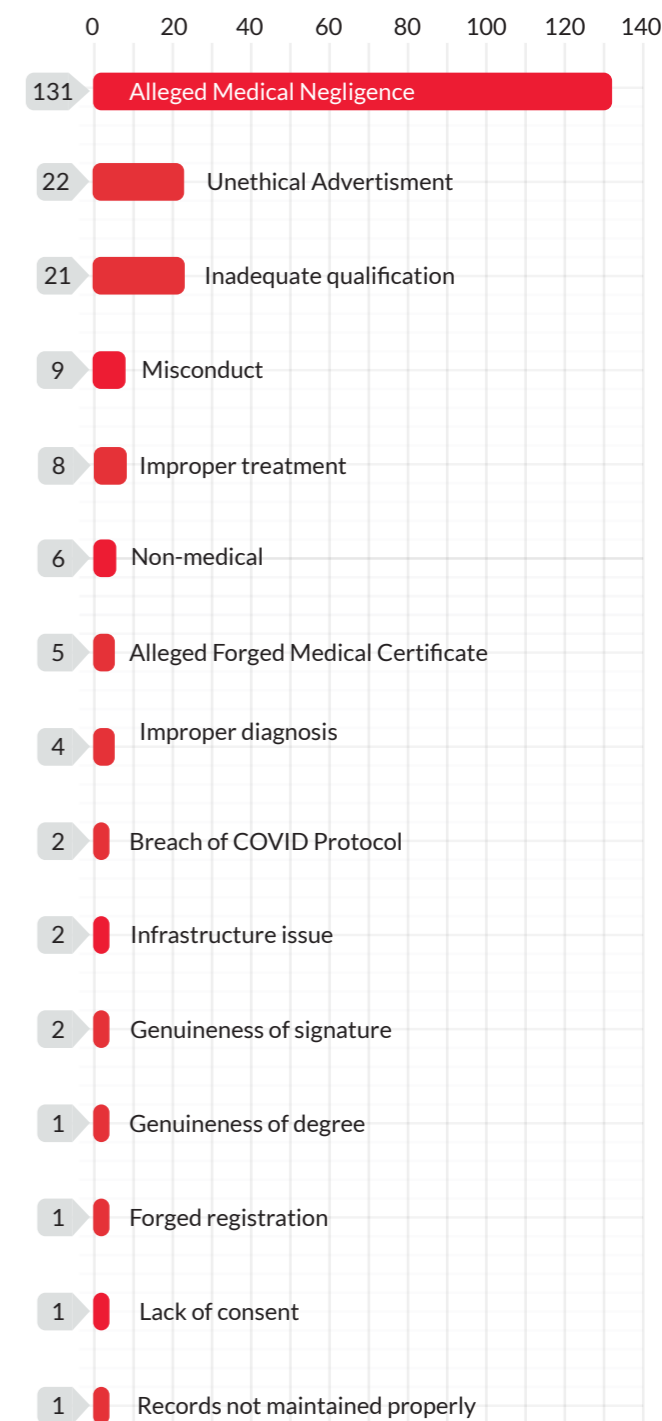 0 20 40 60 80 100 120 140
131 Alleged Medical Negligence
22 Unethical Advertisment
21 Inadequate qualification
9 Misconduct
8 Improper treatment
6 Non-medical
5 Alleged Forged Medical Certificate
4 Improper diagnosis
2 Breach of COVID Protocol
2 Infrastructure issue
2 Genuineness of signature
1 Genuineness of degree
1 Forged registration
1 Lack of consent
1 Records not maintained properly